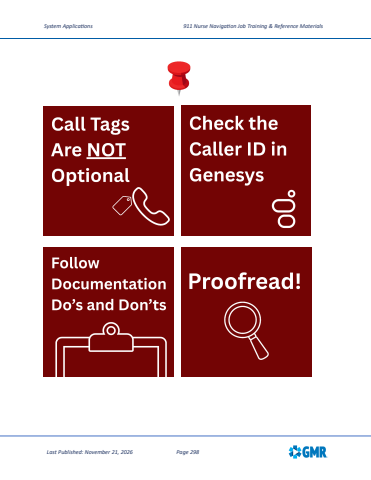 System Applications
911 Nurse Navigation Job Training & Reference Materials
Call Tags
Are NOT
Optional
Check the
Caller ID in
Genesys
Follow
Documentation
Do's and Don'ts
Proofread!
Last Published: November 21, 2026
Page 298
GMR